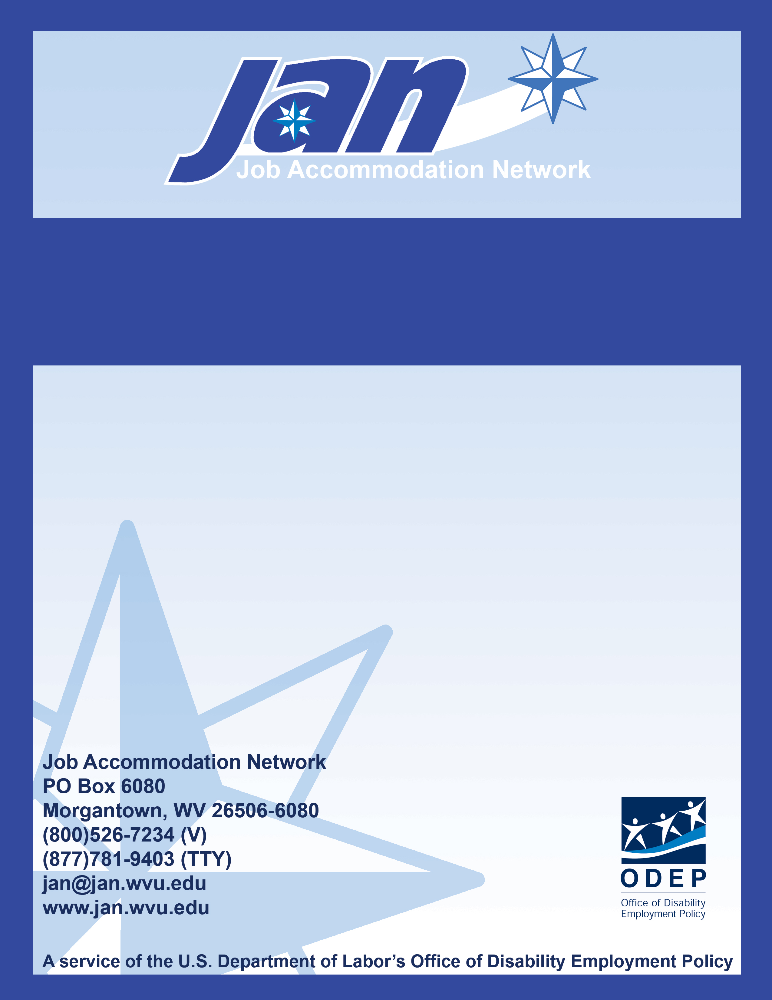 Jan
Job Accommodation Network
Job Accommodation Network
PO Box 6080
Morgantown, WV 26506-6080
(800)526-7234 (V)
(877)781-9403 (TTY)
jan@jan.wvu.edu
www.jan.wvu.edu
ODEP
Office of Disability
Employment Policy
A service of the U.S. Department of Labor’s Office of Disability Employment Policy